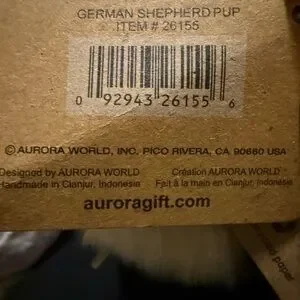 GERMAN SHEPHERD PUP
ITEM # 26155
0 92943 26155 6
© AURORA WORLD, INC. PICO RIVERA, CA 90660 USA
Designed by AURORA WORLD
Handmade in Cianjur, Indonesia
Création AURORA WORLD
Fait à la main en Cianjur, Indonésie
auroragift.com
paper